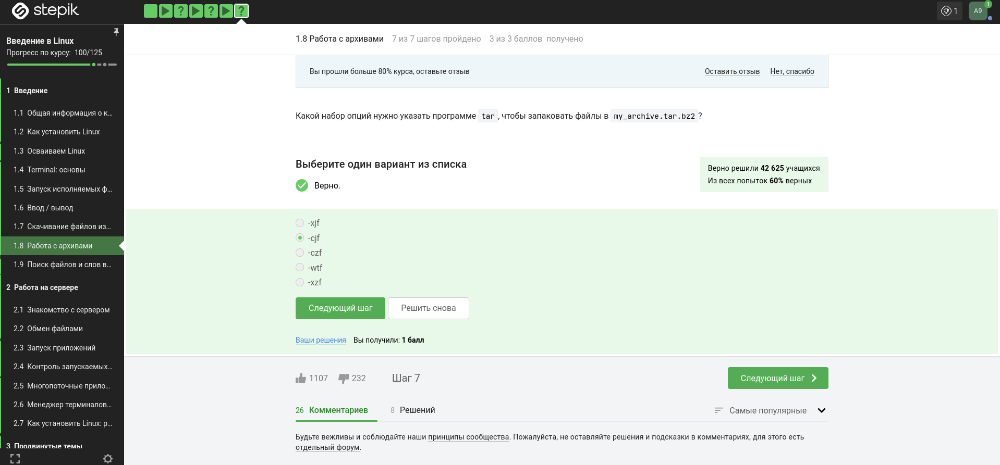 stepik
?
?
?
1
A9
1
Введение в Linux
Прогресс по курсу: 100/125
1 Введение
1.1 Общая информация о к...
1.2 Как установить Linux
1.3 Осваиваем Linux
1.4 Terminal: основы
1.5 Запуск исполняемых ф...
1.6 Ввод / вывод
1.7 Скачивание файлов из...
1.8 Работа с архивами
1.9 Поиск файлов и слов в...
2 Работа на сервере
2.1 Знакомство с сервером
2.2 Обмен файлами
2.3 Запуск приложений
2.4 Контроль запускаемых...
2.5 Многопоточные прило...
2.6 Менеджер терминалов...
2.7 Как установить Linux: р...
3 Продвинутые темы
1.8 Работа с архивами 7 из 7 шагов пройдено 3 из 3 баллов получено
Вы прошли больше 80% курса, оставьте отзыв Оставить отзыв Нет, спасибо
Какой набор опций нужно указать программе tar, чтобы запаковать файлы в my_archive.tar.bz2?
Выберите один вариант из списка
Верно.
Верно решили 42 625 учащихся
Из всех попыток 60% верных
-xjf
-cjf
-czf
-wtf
-xzf
Следующий шаг Решить снова
Ваши решения Вы получили: 1 балл
1107 232 Шаг 7 Следующий шаг
26 Комментариев 8 Решений Самые популярные
Будьте вежливы и соблюдайте наши принципы сообщества. Пожалуйста, не оставляйте решения и подсказки в комментариях, для этого есть
отдельный форум.